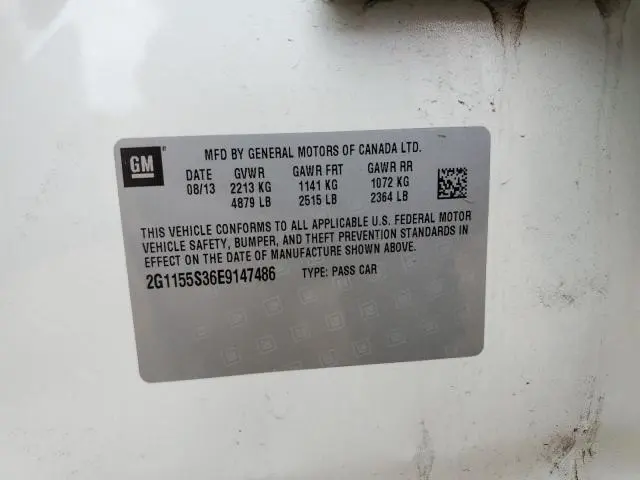 GM
MFD BY GENERAL MOTORS OF CANADA LTD.
DATE GVWR GAWR FRT GAWR RR
08/13 2213 KG 1141 KG 1072 KG
4879 LB 2515 LB 2364 LB
THIS VEHICLE CONFORMS TO ALL APPLICABLE U.S. FEDERAL MOTOR
VEHICLE SAFETY, BUMPER, AND THEFT PREVENTION STANDARDS IN
EFFECT ON THE DATE OF MANUFACTURE SHOWN ABOVE.
2G1155S36E9147486 TYPE: PASS CAR